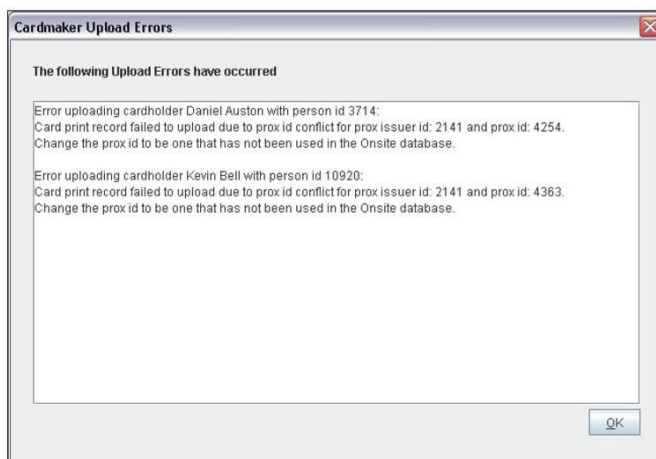 Cardmaker Upload Errors
The following Upload Errors have occurred
Error uploading cardholder Daniel Auston with person id 3714:
Card print record failed to upload due to prox id conflict for prox issuer id: 2141 and prox id: 4254.
Change the prox id to be one that has not been used in the Onsite database.
Error uploading cardholder Kevin Bell with person id 10920:
Card print record failed to upload due to prox id conflict for prox issuer id: 2141 and prox id: 4363.
Change the prox id to be one that has not been used in the Onsite database.
OK